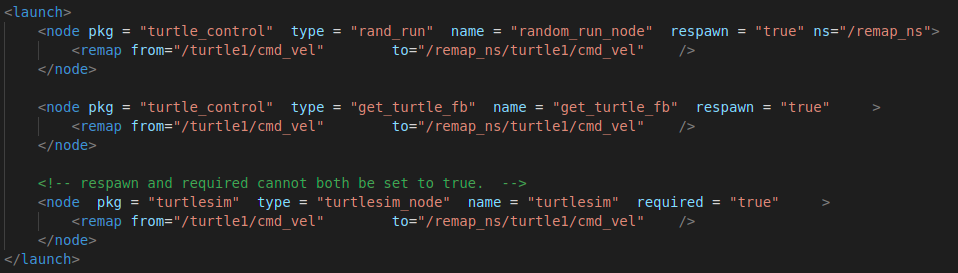 <launch>
    <node pkg = "turtle_control"  type = "rand_run"  name = "random_run_node"  respawn = "true" ns="/remap_ns">
        <remap from="/turtle1/cmd_vel"        to="/remap_ns/turtle1/cmd_vel"    />
    </node>

    <node pkg = "turtle_control"  type = "get_turtle_fb"  name = "get_turtle_fb"  respawn = "true"     >
        <remap from="/turtle1/cmd_vel"        to="/remap_ns/turtle1/cmd_vel"    />
    </node>

    <!-- respawn and required cannot both be set to true.  -->
    <node  pkg = "turtlesim"  type = "turtlesim_node"  name = "turtlesim"  required = "true"     >
        <remap from="/turtle1/cmd_vel"        to="/remap_ns/turtle1/cmd_vel"    />
    </node>
</launch>